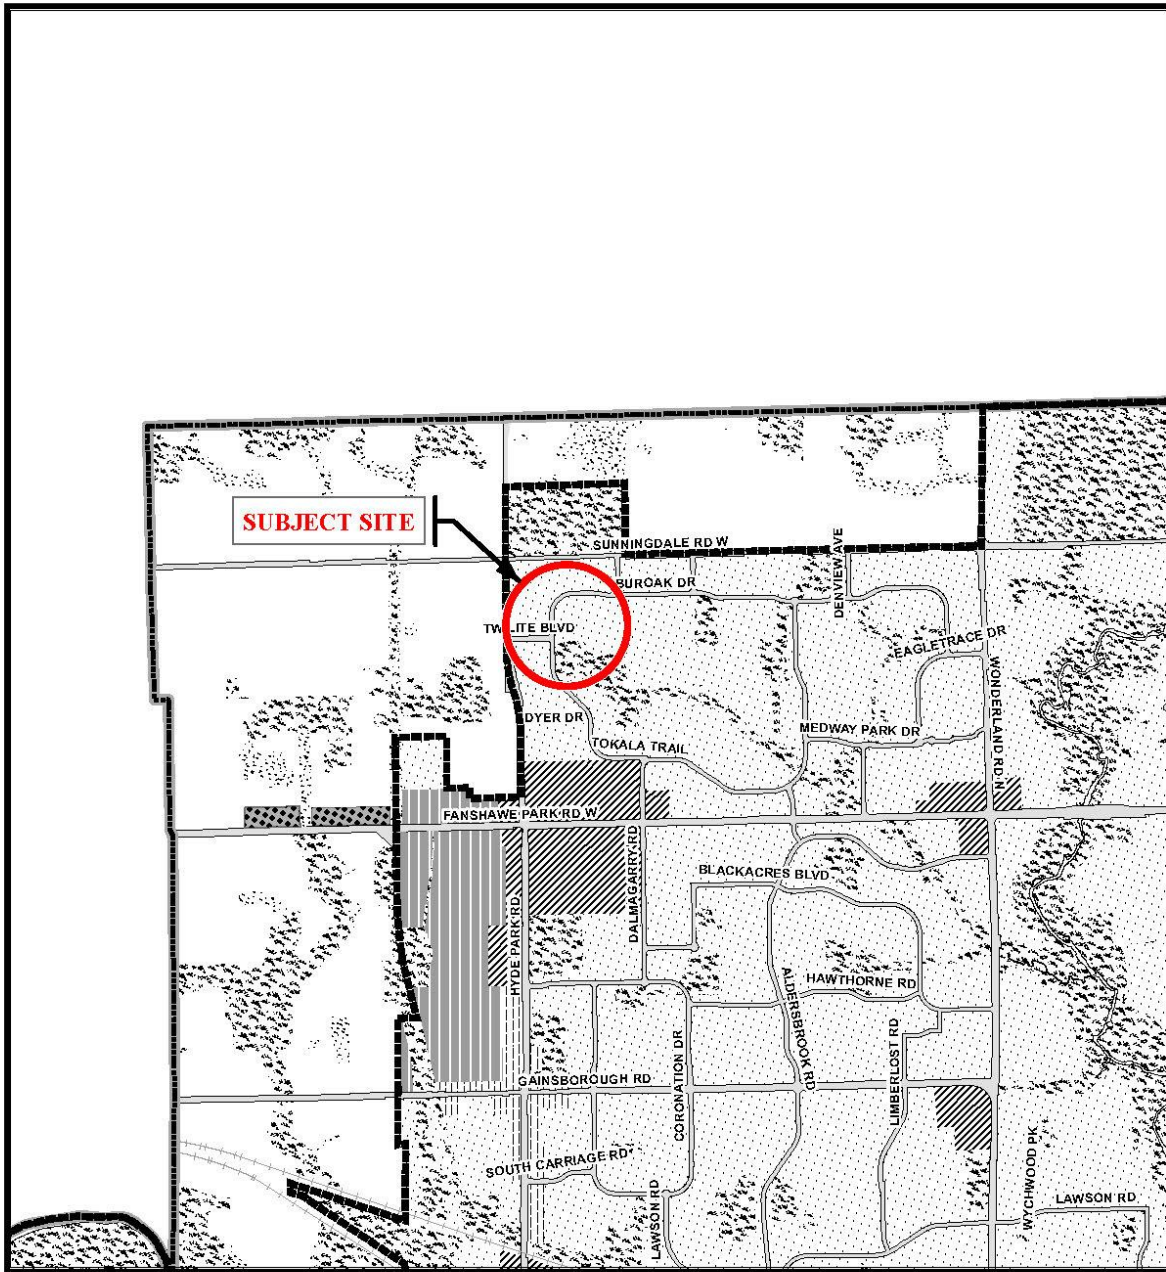 SUBJECT SITE
SUNNINGDALE RD W
BUROAK DR
DENVIEW AVE
TWILITE BLVD
EAGLETRACE DR
WONDERLAND RD N
DYER DR
MEDWAY PARK DR
TOKALA TRAIL
FANSHAWE PARK RD W
DALMAGARRY RD
BLACKACRES BLVD
HYDE PARK RD
ALDERSBROOK RD
HAWTHORNE RD
CORONATION DR
LIMBERLOST RD
GAINSBOROUGH RD
SOUTH CARRIAGE RD
LAWSON RD
WYCHWOOD PK
LAWSON RD